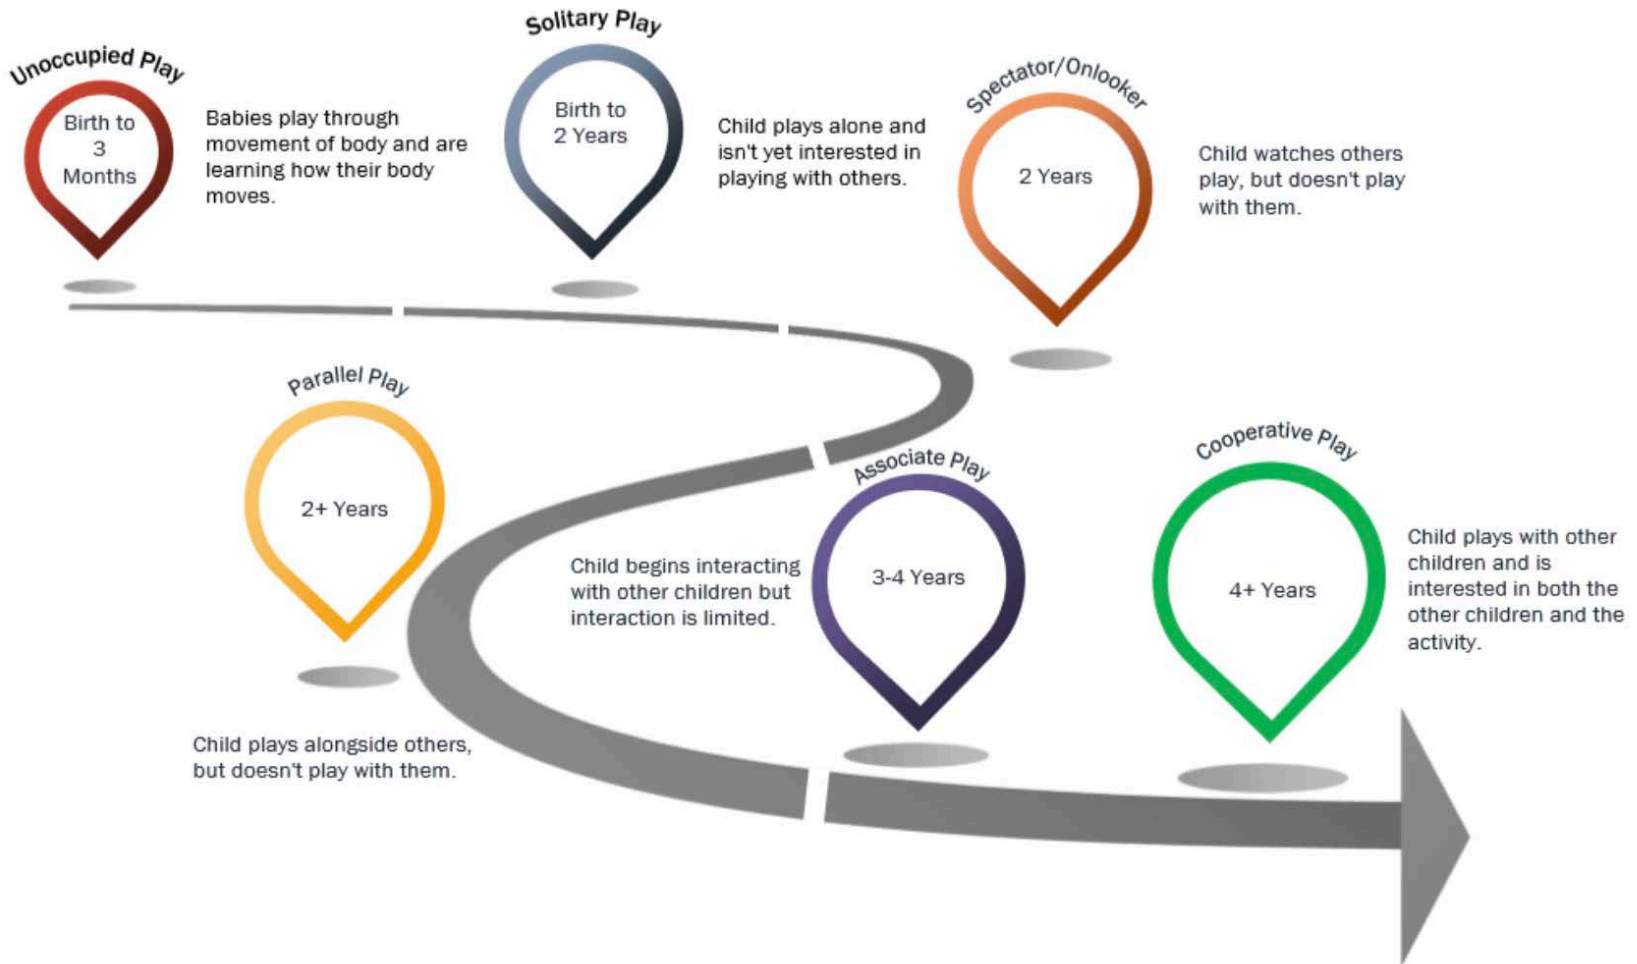 Unoccupied Play
Birth to
3
Months
Babies play through
movement of body and are
learning how their body
moves.
Solitary Play
Birth to
2 Years
Child plays alone and
isn't yet interested in
playing with others.
Spectator/Onlooker
2 Years
Child watches others
play, but doesn't play
with them.
Parallel Play
2+ Years
Child plays alongside others,
but doesn't play with them.
Associate Play
3-4 Years
Child begins interacting
with other children but
interaction is limited.
Cooperative Play
4+ Years
Child plays with other
children and is
interested in both the
other children and the
activity.